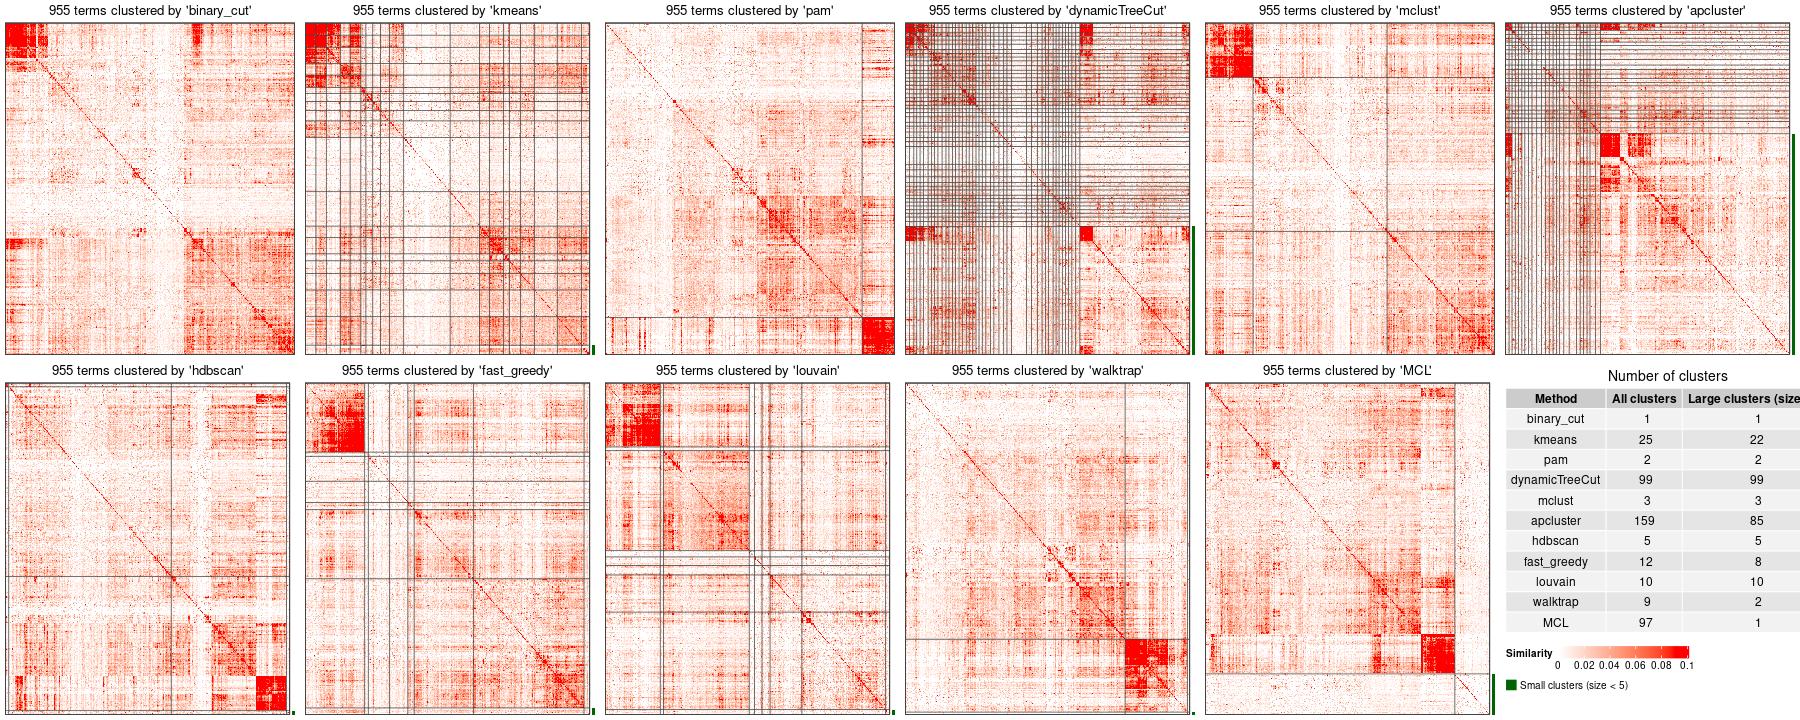 955 terms clustered by 'binary_cut'
955 terms clustered by 'kmeans'
955 terms clustered by 'pam'
955 terms clustered by 'dynamicTreeCut'
955 terms clustered by 'mclust'
955 terms clustered by 'apcluster'
955 terms clustered by 'hdbscan'
955 terms clustered by 'fast_greedy'
955 terms clustered by 'louvain'
955 terms clustered by 'walktrap'
955 terms clustered by 'MCL'
Number of clusters
Method All clusters Large clusters (size
binary_cut 1 1
kmeans 25 22
pam 2 2
dynamicTreeCut 99 99
mclust 3 3
apcluster 159 85
hdbscan 5 5
fast_greedy 12 8
louvain 10 10
walktrap 9 2
MCL 97 1
Similarity
0 0.02 0.04 0.06 0.08 0.1
Small clusters (size < 5)